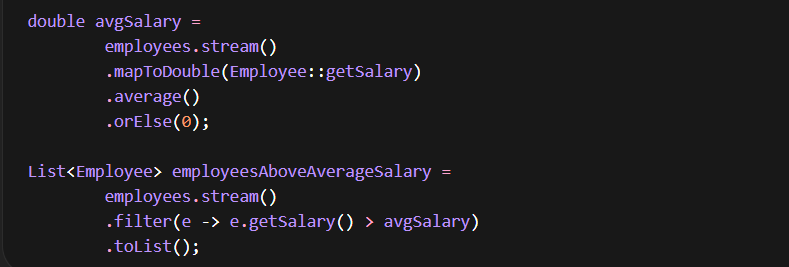 double avgSalary =
employees.stream()
.mapToDouble(Employee::getSalary)
.average()
.orElse(0);
List<Employee> employeesAboveAverageSalary =
employees.stream()
.filter(e -> e.getSalary() > avgSalary)
.toList();